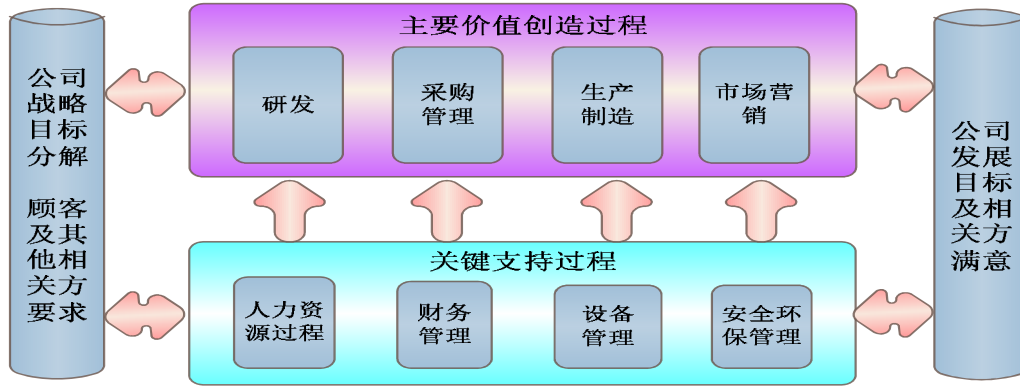 公司
战略
目标
分解
顾客
及其
他相
关方
要求
主要价值创造过程
研发
采购
管理
生产
制造
市场营
销
关键支持过程
人力资
源过程
财务
管理
设备
管理
安全环
保管理
公司
发展
目标
及相
关方
满意